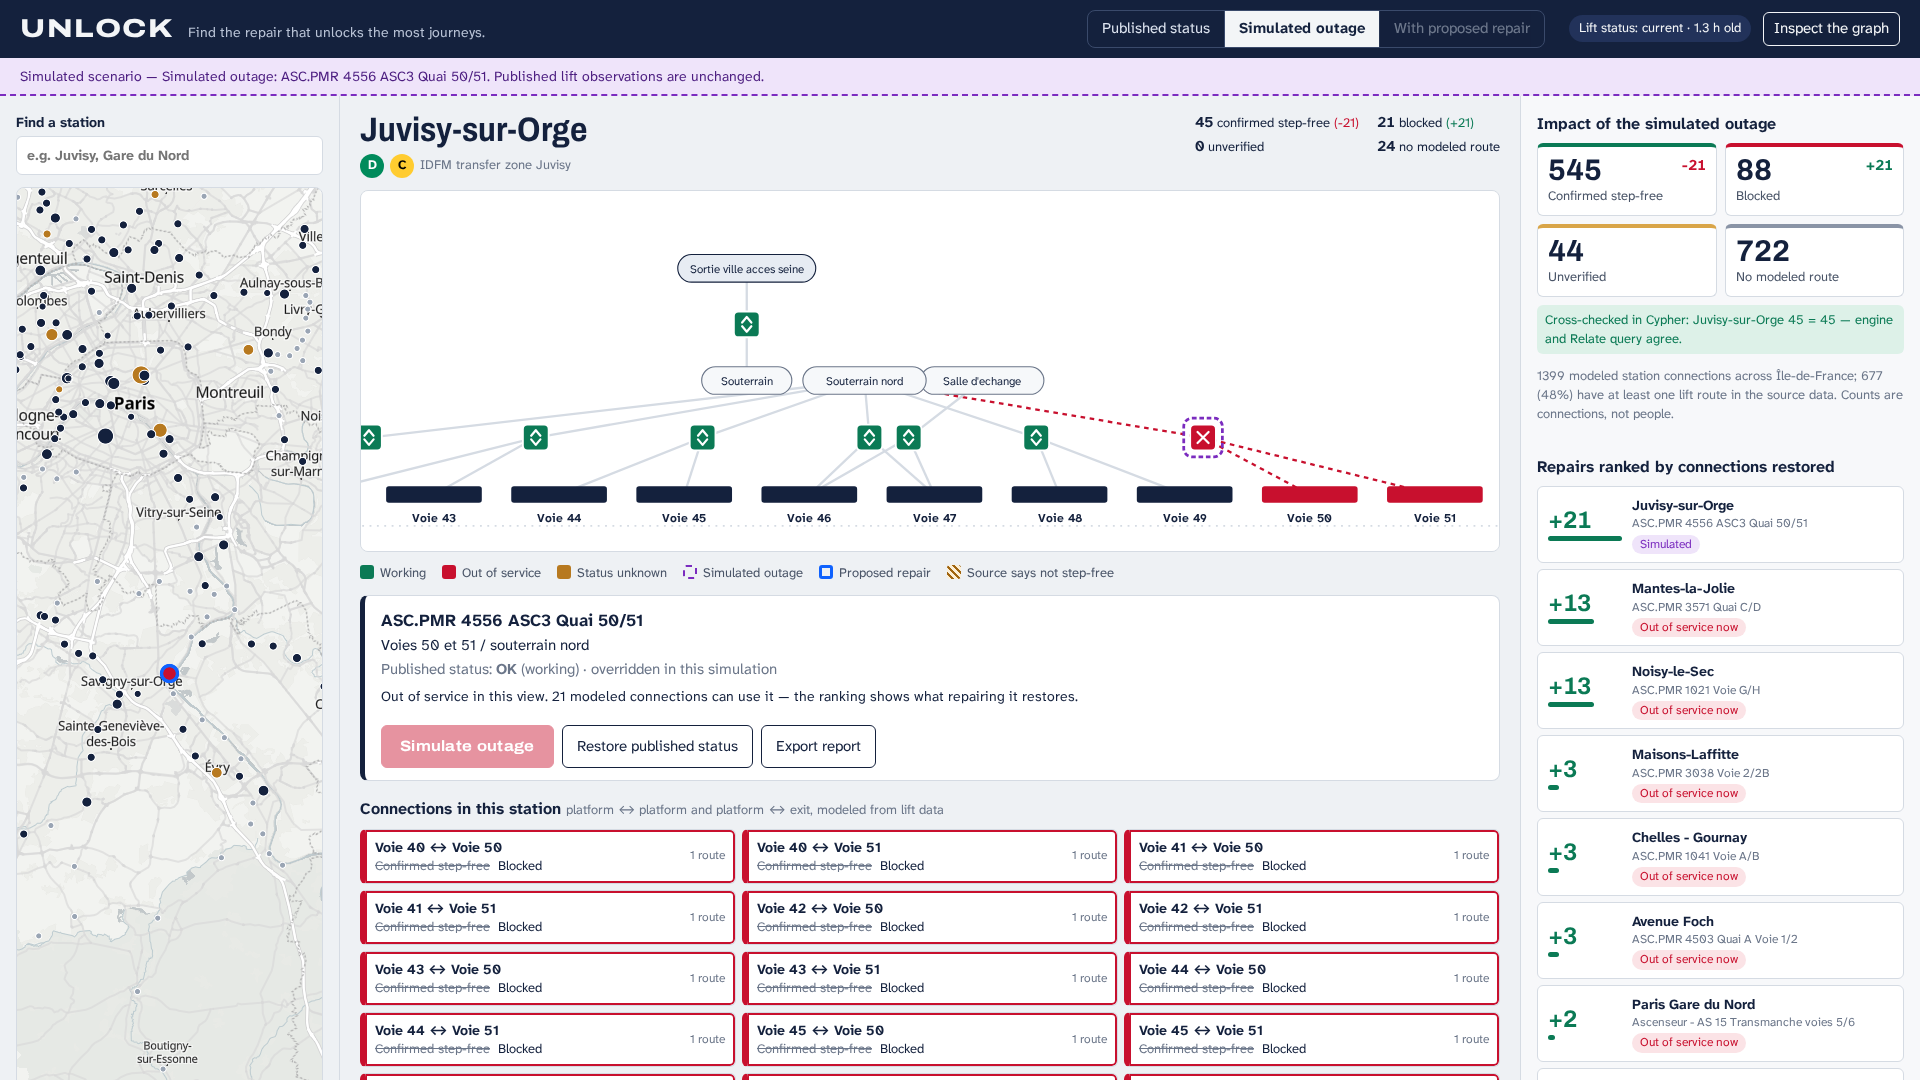 UNLOCK
Find the repair that unlocks the most journeys.
Published status
Simulated outage
With proposed repair
Lift status: current · 1.3 h old
Inspect the graph
Simulated scenario — Simulated outage: ASC.PMR 4556 ASC3 Quai 50/51. Published lift observations are unchanged.
Find a station
e.g. Juvisy, Gare du Nord
Sarcelles
Saint-Denis
Aulnay-sous-B
Aubervilliers
Livry-G
Bondy
Montreuil
Paris
Noi
Champign
sur-Marn
Vitry-sur-Seine
Savigny-sur-Orge
Sainte-Geneviève-
des-Bois
Évry
Boutigny-
sur-Essonne
Juvisy-sur-Orge
D
C
IDFM transfer zone Juvisy
45 confirmed step-free (-21)
21 blocked (+21)
0 unverified
24 no modeled route
Sortie ville acces seine
Souterrain
Souterrain nord
Salle d'echange
Voie 43
Voie 44
Voie 45
Voie 46
Voie 47
Voie 48
Voie 49
Voie 50
Voie 51
Working
Out of service
Status unknown
Simulated outage
Proposed repair
Source says not step-free
ASC.PMR 4556 ASC3 Quai 50/51
Voies 50 et 51 / souterrain nord
Published status: OK (working) · overridden in this simulation
Out of service in this view. 21 modeled connections can use it — the ranking shows what repairing it restores.
Simulate outage
Restore published status
Export report
Connections in this station platform ↔ platform and platform ↔ exit, modeled from lift data
Voie 40 ↔ Voie 50
Confirmed step-free Blocked
1 route
Voie 40 ↔ Voie 51
Confirmed step-free Blocked
1 route
Voie 41 ↔ Voie 50
Confirmed step-free Blocked
1 route
Voie 41 ↔ Voie 51
Confirmed step-free Blocked
1 route
Voie 42 ↔ Voie 50
Confirmed step-free Blocked
1 route
Voie 42 ↔ Voie 51
Confirmed step-free Blocked
1 route
Voie 43 ↔ Voie 50
Confirmed step-free Blocked
1 route
Voie 43 ↔ Voie 51
Confirmed step-free Blocked
1 route
Voie 44 ↔ Voie 50
Confirmed step-free Blocked
1 route
Voie 44 ↔ Voie 51
Confirmed step-free Blocked
1 route
Voie 45 ↔ Voie 50
Confirmed step-free Blocked
1 route
Voie 45 ↔ Voie 51
Confirmed step-free Blocked
1 route
Impact of the simulated outage
545
-21
Confirmed step-free
88
+21
Blocked
44
Unverified
722
No modeled route
Cross-checked in Cypher: Juvisy-sur-Orge 45 = 45 — engine
and Relate query agree.
1399 modeled station connections across Île-de-France; 677
(48%) have at least one lift route in the source data. Counts are
connections, not people.
Repairs ranked by connections restored
+21
Juvisy-sur-Orge
ASC.PMR 4556 ASC3 Quai 50/51
Simulated
+13
Mantes-la-Jolie
ASC.PMR 3571 Quai C/D
Out of service now
+13
Noisy-le-Sec
ASC.PMR 1021 Voie G/H
Out of service now
+3
Maisons-Laffitte
ASC.PMR 3038 Voie 2/2B
Out of service now
+3
Chelles - Gournay
ASC.PMR 1041 Voie A/B
Out of service now
+3
Avenue Foch
ASC.PMR 4503 Quai A Voie 1/2
Out of service now
+2
Paris Gare du Nord
Ascenseur - AS 15 Transmanche voies 5/6
Out of service now